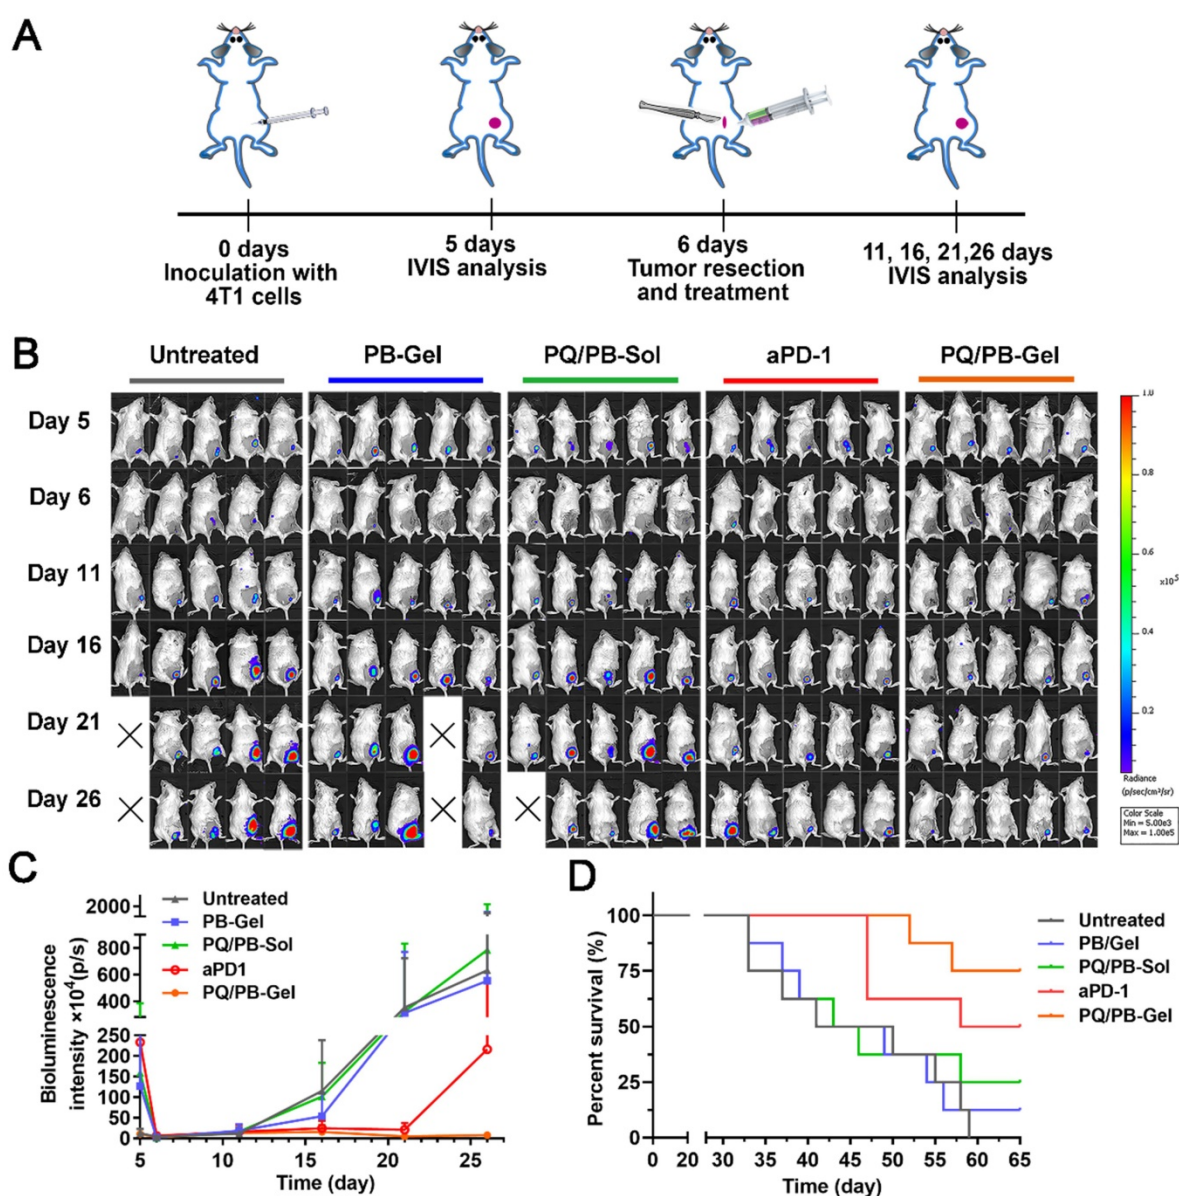 A
0 days
Inoculation with
4T1 cells
5 days
IVIS analysis
6 days
Tumor resection
and treatment
11, 16, 21,26 days
IVIS analysis
B
Untreated
PB-Gel
PQ/PB-Sol
aPD-1
PQ/PB-Gel
Day 5
Day 6
Day 11
Day 16
Day 21
Day 26
1.0
0.8
0.6
×10⁵
0.4
0.2
Radiance
(p/sec/cm²/sr)
Color Scale
Min = 5.00e3
Max = 1.00e5
C
Untreated
PB-Gel
PQ/PB-Sol
aPD1
PQ/PB-Gel
Bioluminescence
intensity ×10⁴(p/s)
2000
800
600
400
250
200
150
100
50
0
5 10 15 20 25
Time (day)
D
Untreated
PB/Gel
PQ/PB-Sol
aPD-1
PQ/PB-Gel
Percent survival (%)
100
75
50
25
0
0 20 30 35 40 45 50 55 60 65
Time (day)